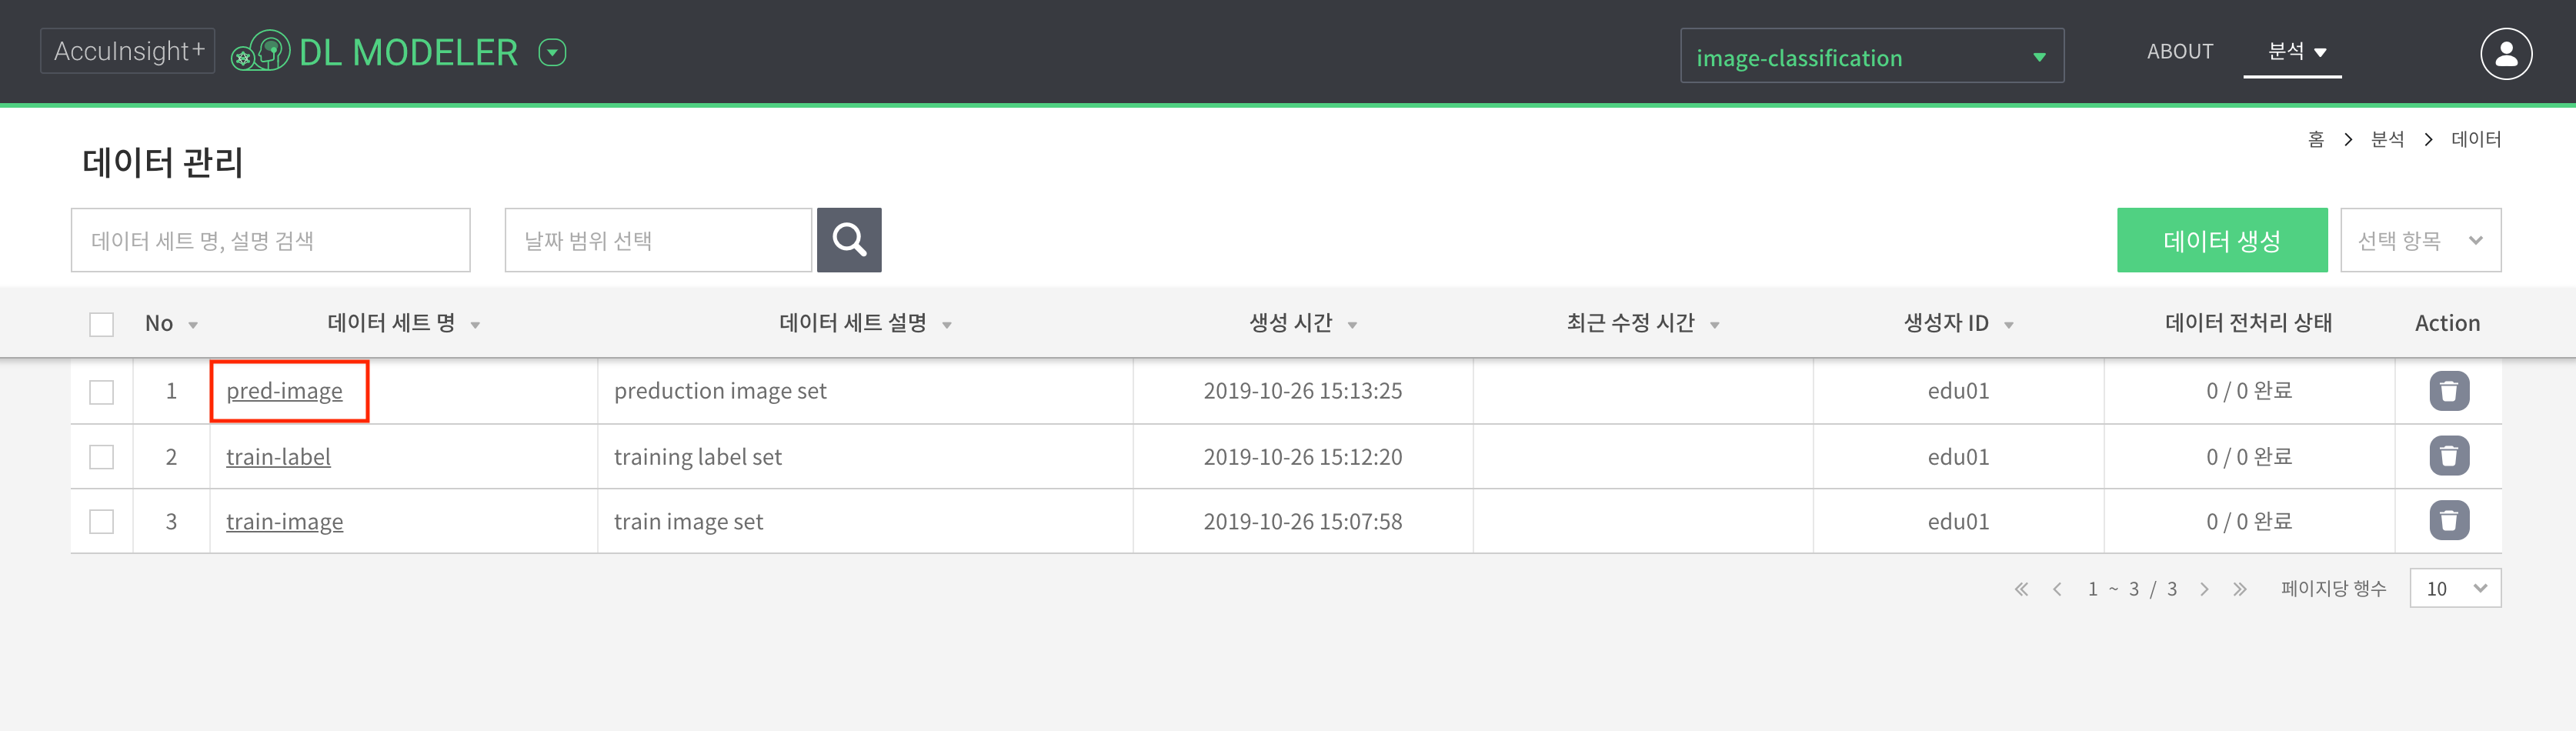 AccuInsight+ DL MODELER image-classification ABOUT 분석
홈 > 분석 > 데이터
데이터 관리
데이터 세트 명, 설명 검색 날짜 범위 선택 데이터 생성 선택 항목
No 데이터 세트 명 데이터 세트 설명 생성 시간 최근 수정 시간 생성자 ID 데이터 전처리 상태 Action
1 pred-image preduction image set 2019-10-26 15:13:25 edu01 0 / 0 완료
2 train-label training label set 2019-10-26 15:12:20 edu01 0 / 0 완료
3 train-image train image set 2019-10-26 15:07:58 edu01 0 / 0 완료
« < 1 ~ 3 / 3 > » 페이지당 행수 10